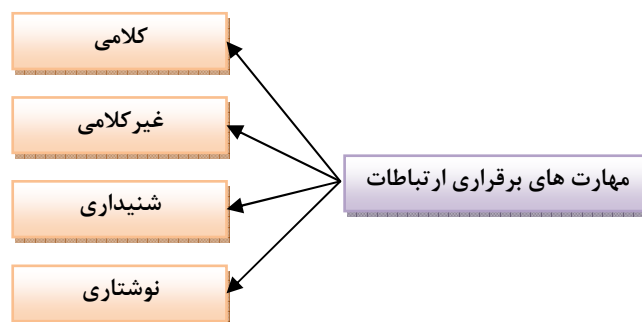 مهارت های برقراری ارتباطات
کلامی
غیرکلامی
شنیداری
نوشتاری